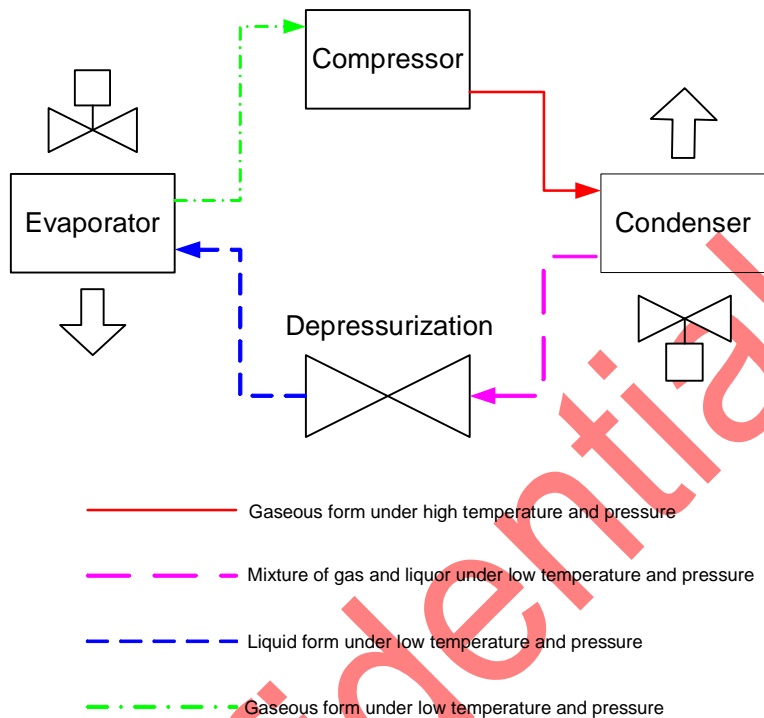 Compressor
Evaporator
Condenser
Depressurization
Gaseous form under high temperature and pressure
Mixture of gas and liquor under low temperature and pressure
Liquid form under low temperature and pressure
Gaseous form under low temperature and pressure
fidential